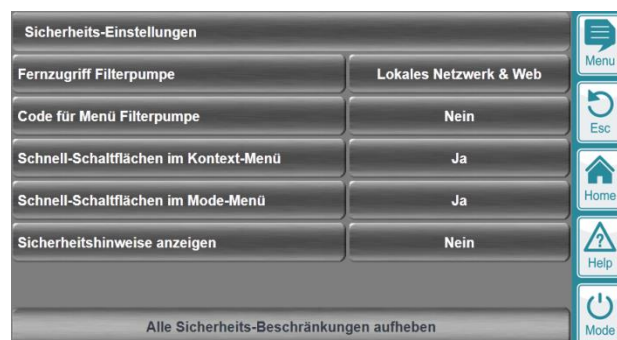 Sicherheits-Einstellungen
Menu
Fernzugriff Filterpumpe
Lokales Netzwerk & Web
Code für Menü Filterpumpe
Nein
Esc
Schnell-Schaltflächen im Kontext-Menü
Ja
Schnell-Schaltflächen im Mode-Menü
Ja
Home
Sicherheitshinweise anzeigen
Nein
?
Help
Alle Sicherheits-Beschränkungen aufheben
Mode